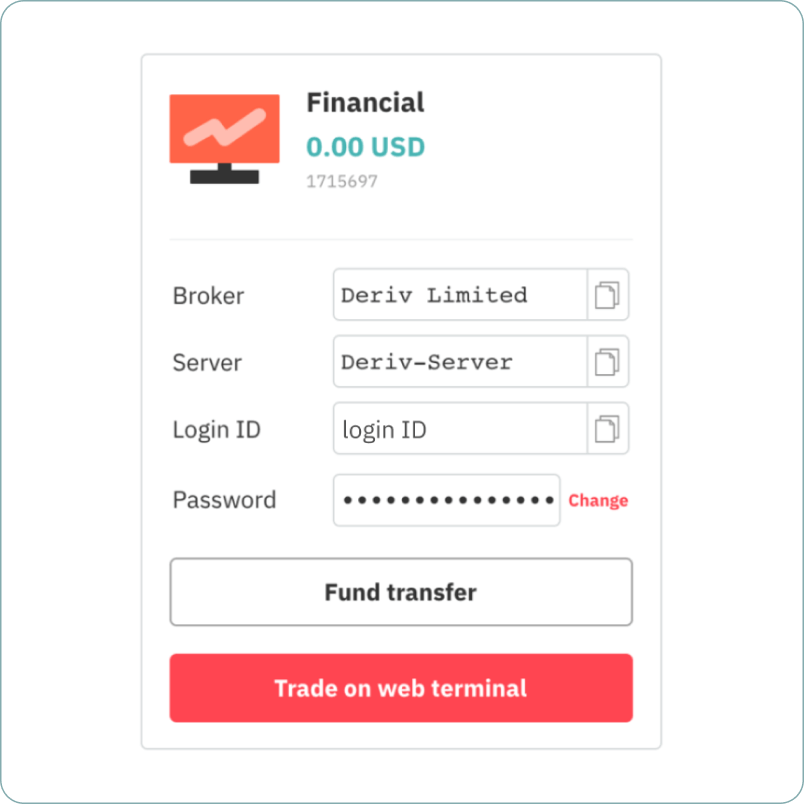 Financial
0.00 USD
1715697
Broker Deriv Limited
Server Deriv-Server
Login ID login ID
Password ••••••••••••••• Change
Fund transfer
Trade on web terminal